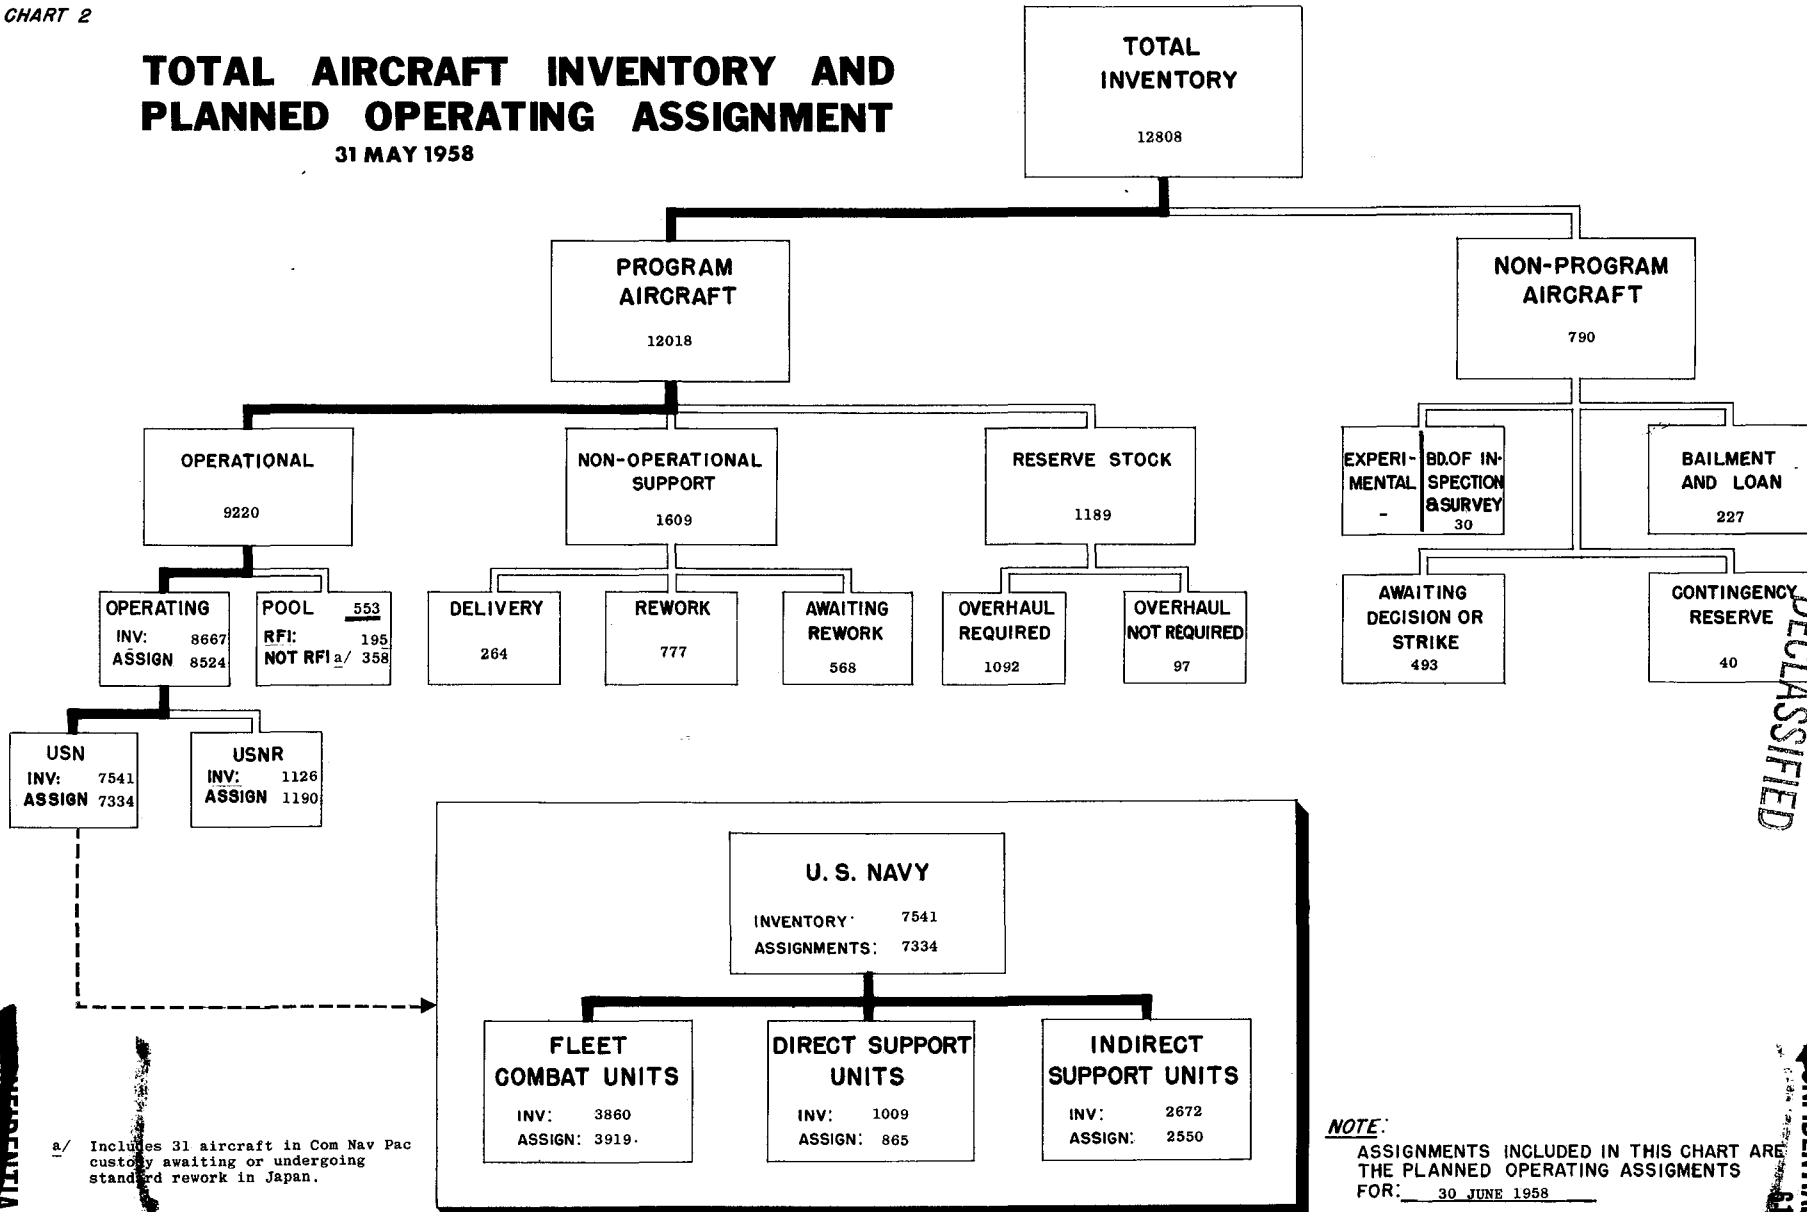 CHART 2
TOTAL AIRCRAFT INVENTORY AND
PLANNED OPERATING ASSIGNMENT
31 MAY 1958
TOTAL
INVENTORY
12808
PROGRAM
AIRCRAFT
12018
NON-PROGRAM
AIRCRAFT
790
OPERATIONAL
9220
NON-OPERATIONAL
SUPPORT
1609
RESERVE STOCK
1189
EXPERI-
MENTAL
-
BD.OF IN-
SPECTION
& SURVEY
30
BAILMENT
AND LOAN
227
OPERATING
INV: 8667
ASSIGN 8524
POOL 553
RFI: 195
NOT RFI a/ 358
DELIVERY
264
REWORK
777
AWAITING
REWORK
568
OVERHAUL
REQUIRED
1092
OVERHAUL
NOT REQUIRED
97
AWAITING
DECISION OR
STRIKE
493
CONTINGENCY
RESERVE
40
DECLASSIFIED
USN
INV: 7541
ASSIGN 7334
USNR
INV: 1126
ASSIGN 1190
U. S. NAVY
INVENTORY: 7541
ASSIGNMENTS: 7334
FLEET
COMBAT UNITS
INV: 3860
ASSIGN: 3919.
DIRECT SUPPORT
UNITS
INV: 1009
ASSIGN: 865
INDIRECT
SUPPORT UNITS
INV: 2672
ASSIGN: 2550
a/ Includes 31 aircraft in Com Nav Pac
custody awaiting or undergoing
standard rework in Japan.
NOTE:
ASSIGNMENTS INCLUDED IN THIS CHART ARE
THE PLANNED OPERATING ASSIGMENTS
FOR: 30 JUNE 1958